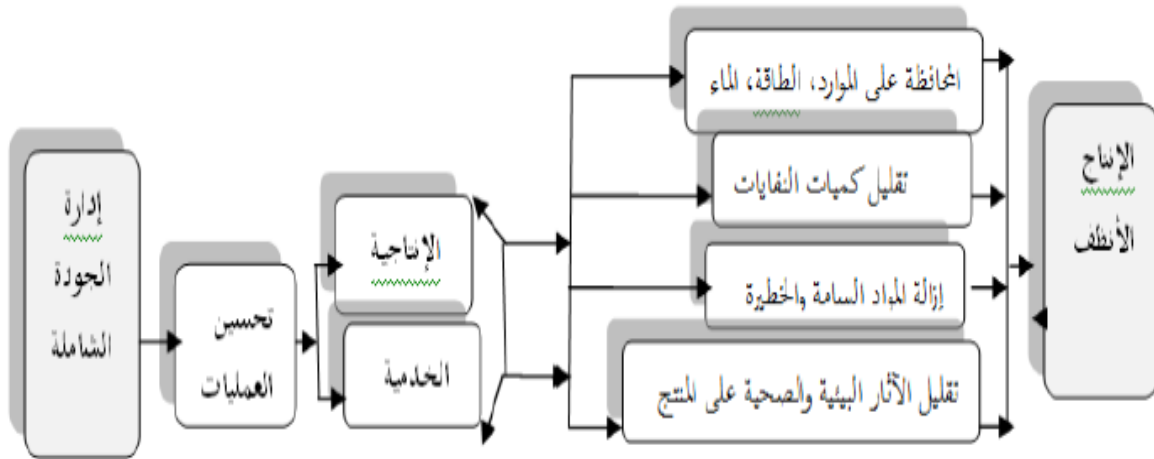 إدارة
الجودة
الشاملة
تحسين
العمليات
الإنتاجية
الخدمية
المحافظة على الموارد، الطاقة، الماء
تقليل كميات النفايات
إزالة المواد السامة والخطيرة
تقليل الآثار البيئية والصحية على المنتج
الإنتاج
الأنظف